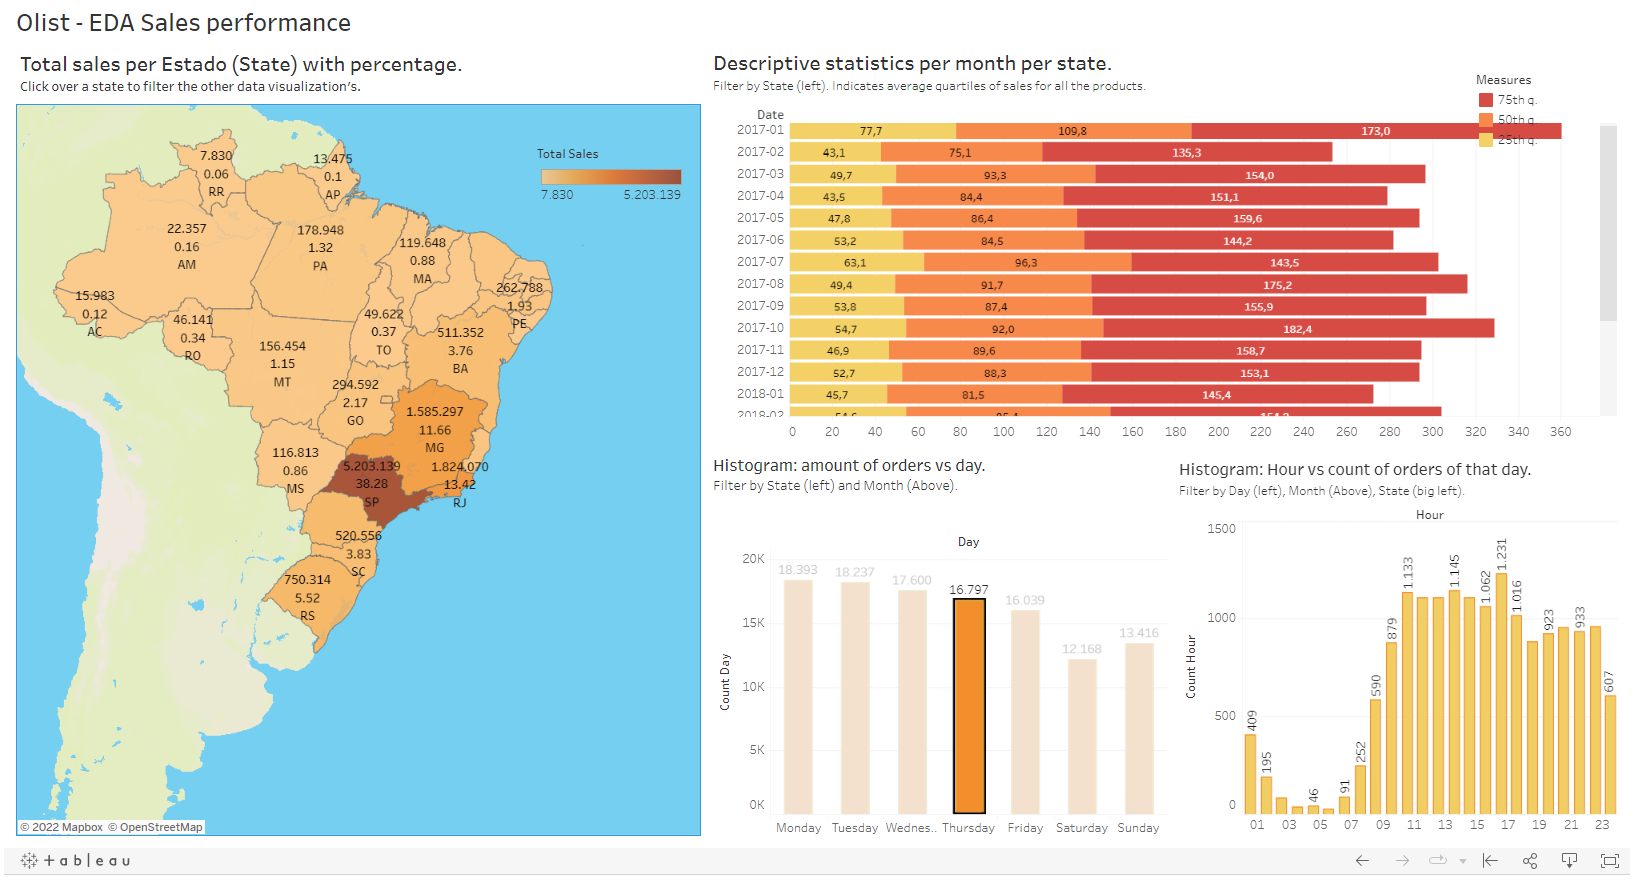 Olist - EDA Sales performance
Total sales per Estado (State) with percentage.
Click over a state to filter the other data visualization's.
Total Sales
7.830 5.203.139
7.830
0.06
RR
13.475
0.1
AP
22.357
0.16
AM
178.948
1.32
PA
119.648
0.88
MA
15.983
0.12
AC
46.141
0.34
RO
49.622
0.37
TO
262.788
1.93
PE
156.454
1.15
MT
511.352
3.76
BA
294.592
2.17
GO
1.585.297
11.66
MG
116.813
0.86
MS
5.203.139
38.28
SP
1.824.070
13.42
RJ
520.556
3.83
SC
750.314
5.52
RS
© 2022 Mapbox © OpenStreetMap
Descriptive statistics per month per state.
Filter by State (left). Indicates average quartiles of sales for all the products.
Measures
75th q.
50th q.
25th q.
Date
2017-01 77,7 109,8 173,0
2017-02 43,1 75,1 135,3
2017-03 49,7 93,3 154,0
2017-04 43,5 84,4 151,1
2017-05 47,8 86,4 159,6
2017-06 53,2 84,5 144,2
2017-07 63,1 96,3 143,5
2017-08 49,4 91,7 175,2
2017-09 53,8 87,4 155,9
2017-10 54,7 92,0 182,4
2017-11 46,9 89,6 158,7
2017-12 52,7 88,3 153,1
2018-01 45,7 81,5 145,4
2018-02
0 20 40 60 80 100 120 140 160 180 200 220 240 260 280 300 320 340 360
Histogram: amount of orders vs day.
Filter by State (left) and Month (Above).
Day
Count Day
20K
15K
10K
5K
0K
18.393 18.237 17.600 16.797 16.039 12.168 13.416
Monday Tuesday Wednes.. Thursday Friday Saturday Sunday
Histogram: Hour vs count of orders of that day.
Filter by Day (left), Month (Above), State (big left).
Hour
Count Hour
1500
1000
500
0
409 195 46 91 252 590 879 1.133 1.145 1.062 1.231 1.016 923 933 607
01 03 05 07 09 11 13 15 17 19 21 23
+ a b | e a u